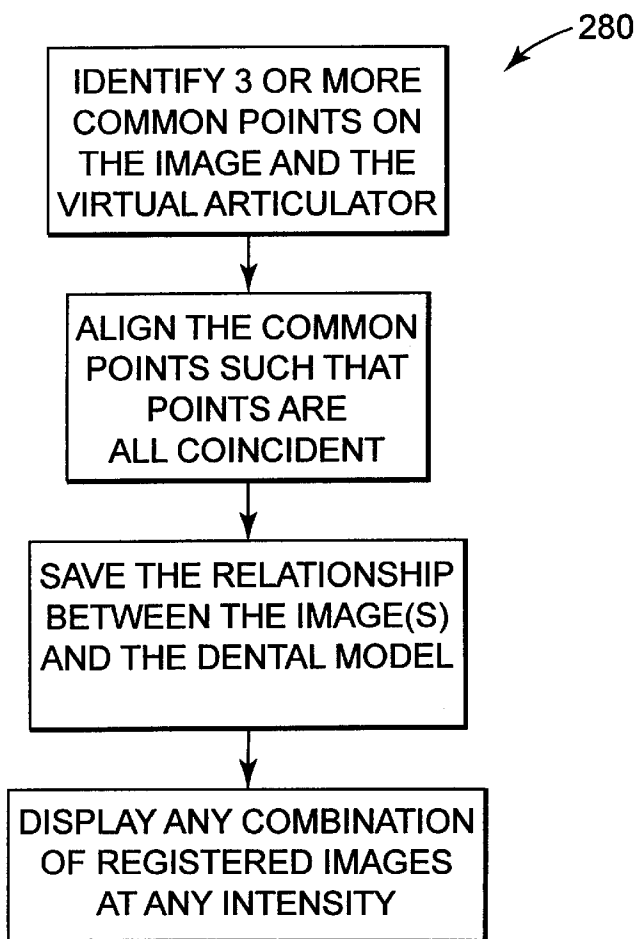 280
IDENTIFY 3 OR MORE
COMMON POINTS ON
THE IMAGE AND THE
VIRTUAL ARTICULATOR
ALIGN THE COMMON
POINTS SUCH THAT
POINTS ARE
ALL COINCIDENT
SAVE THE RELATIONSHIP
BETWEEN THE IMAGE(S)
AND THE DENTAL MODEL
DISPLAY ANY COMBINATION
OF REGISTERED IMAGES
AT ANY INTENSITY